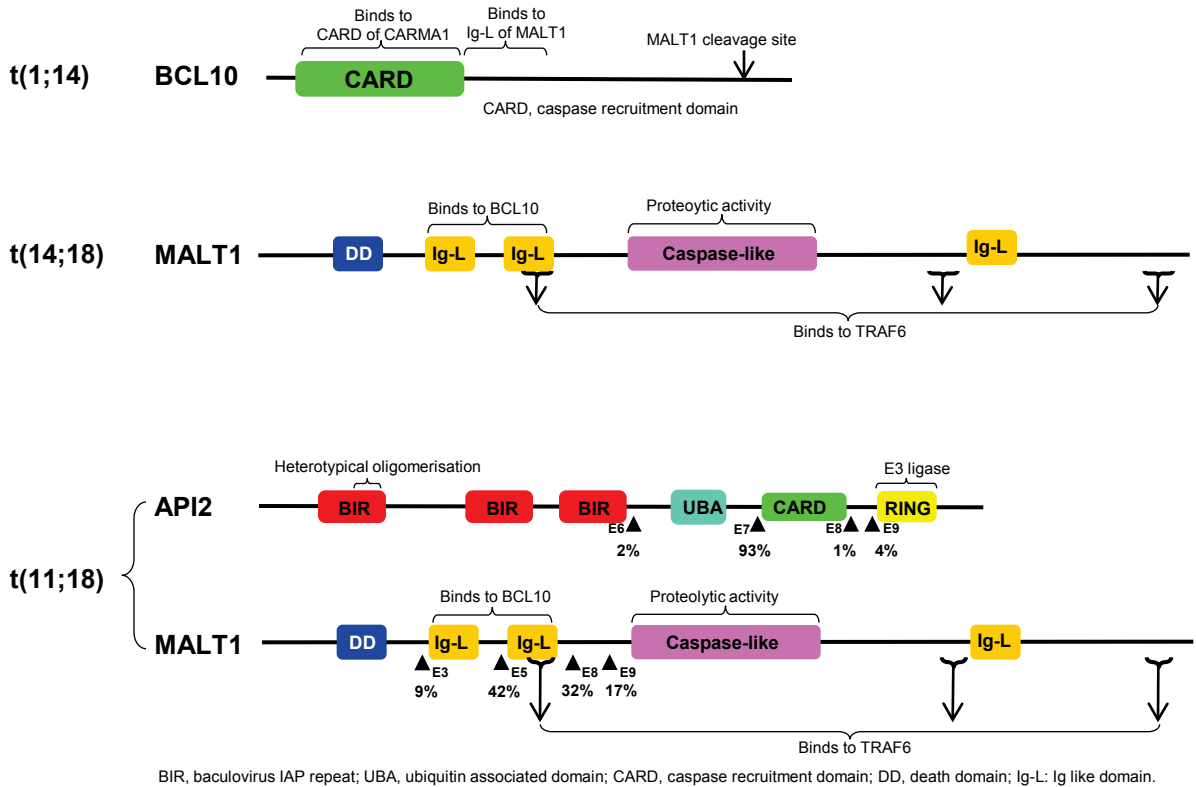 Binds to
CARD of CARMA1
Binds to
Ig-L of MALT1
MALT1 cleavage site
t(1;14)
BCL10
CARD
CARD, caspase recruitment domain
Binds to BCL10
Proteoytic activity
t(14;18)
MALT1
DD
Ig-L
Ig-L
Caspase-like
Ig-L
Binds to TRAF6
Heterotypical oligomerisation
E3 ligase
API2
BIR
BIR
BIR
UBA
CARD
RING
E6
E7
E8
E9
2%
93%
1%
4%
t(11;18)
Binds to BCL10
Proteolytic activity
MALT1
DD
Ig-L
Ig-L
Caspase-like
Ig-L
E3
E5
E8
E9
9%
42%
32%
17%
Binds to TRAF6
BIR, baculovirus IAP repeat; UBA, ubiquitin associated domain; CARD, caspase recruitment domain; DD, death domain; Ig-L: Ig like domain.